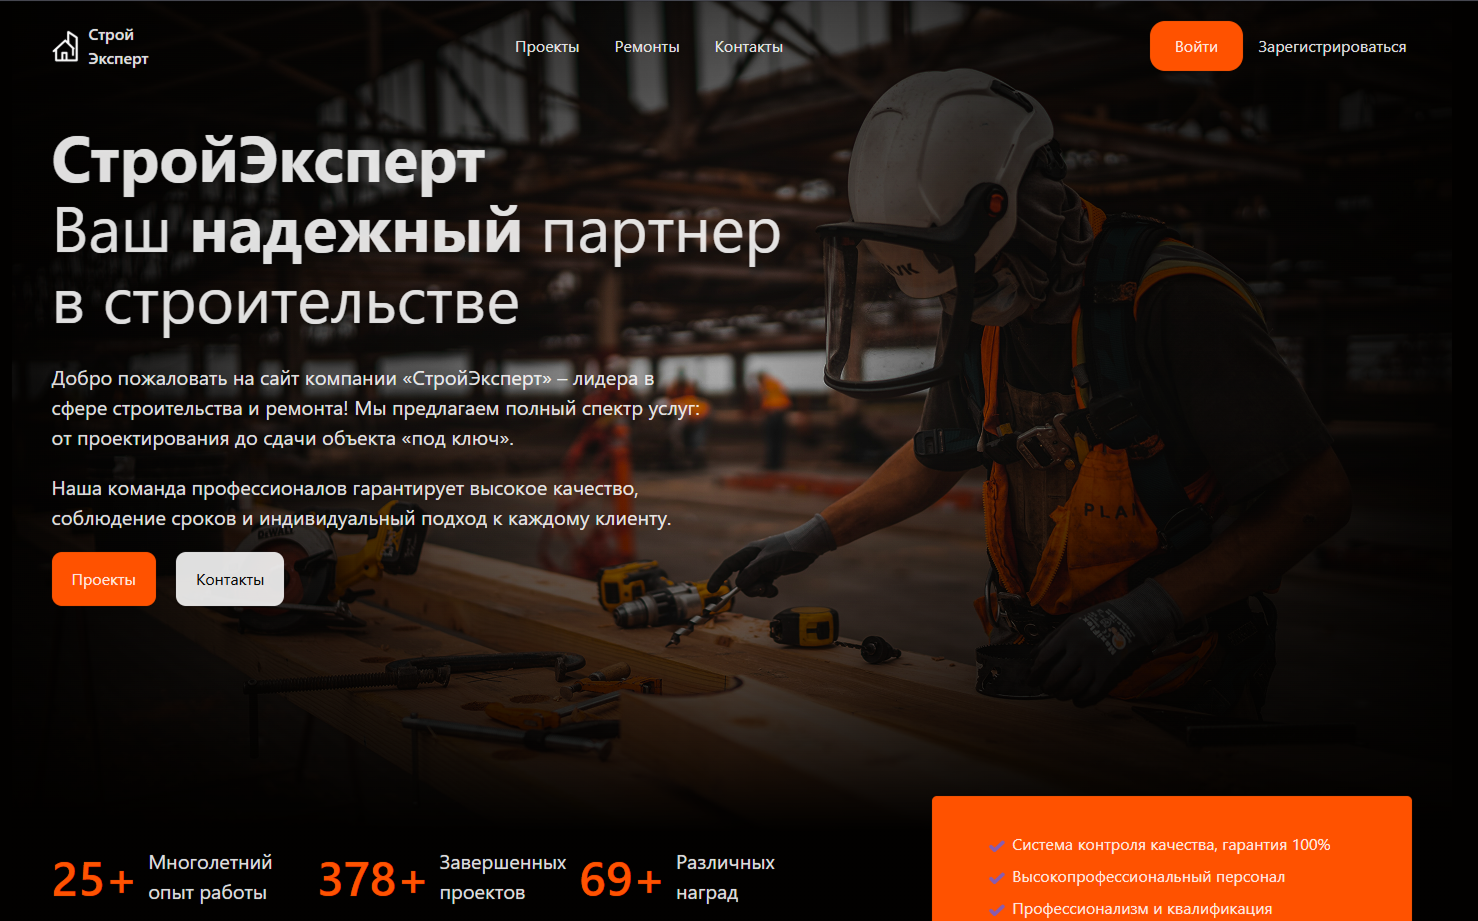 Строй
Эксперт
Проекты
Ремонты
Контакты
Войти
Зарегистрироваться
СтройЭксперт
Ваш надежный партнер
в строительстве
Добро пожаловать на сайт компании «СтройЭксперт» – лидера в
сфере строительства и ремонта! Мы предлагаем полный спектр услуг:
от проектирования до сдачи объекта «под ключ».
Наша команда профессионалов гарантирует высокое качество,
соблюдение сроков и индивидуальный подход к каждому клиенту.
Проекты
Контакты
DEWALT
25+
Многолетний
опыт работы
378+
Завершенных
проектов
69+
Различных
наград
Система контроля качества, гарантия 100%
Высокопрофессиональный персонал
Профессионализм и квалификация